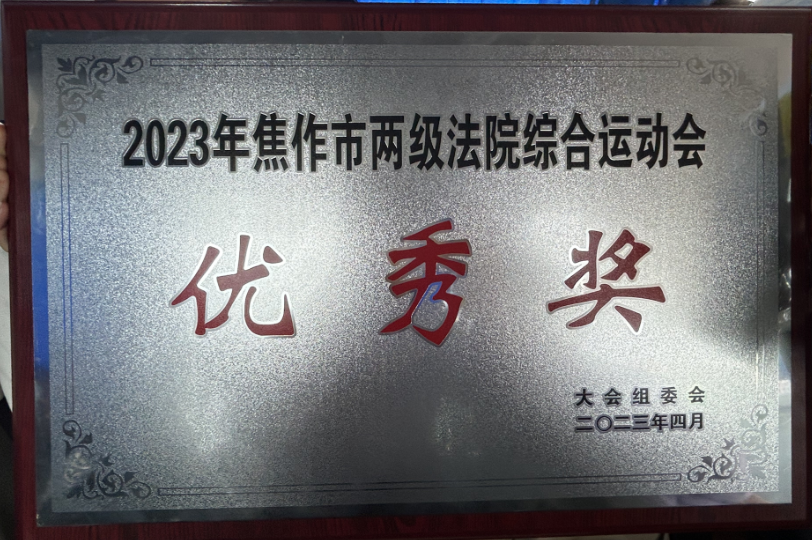 2023年焦作市两级法院综合运动会
优秀奖
大会组委会
二〇二三年四月